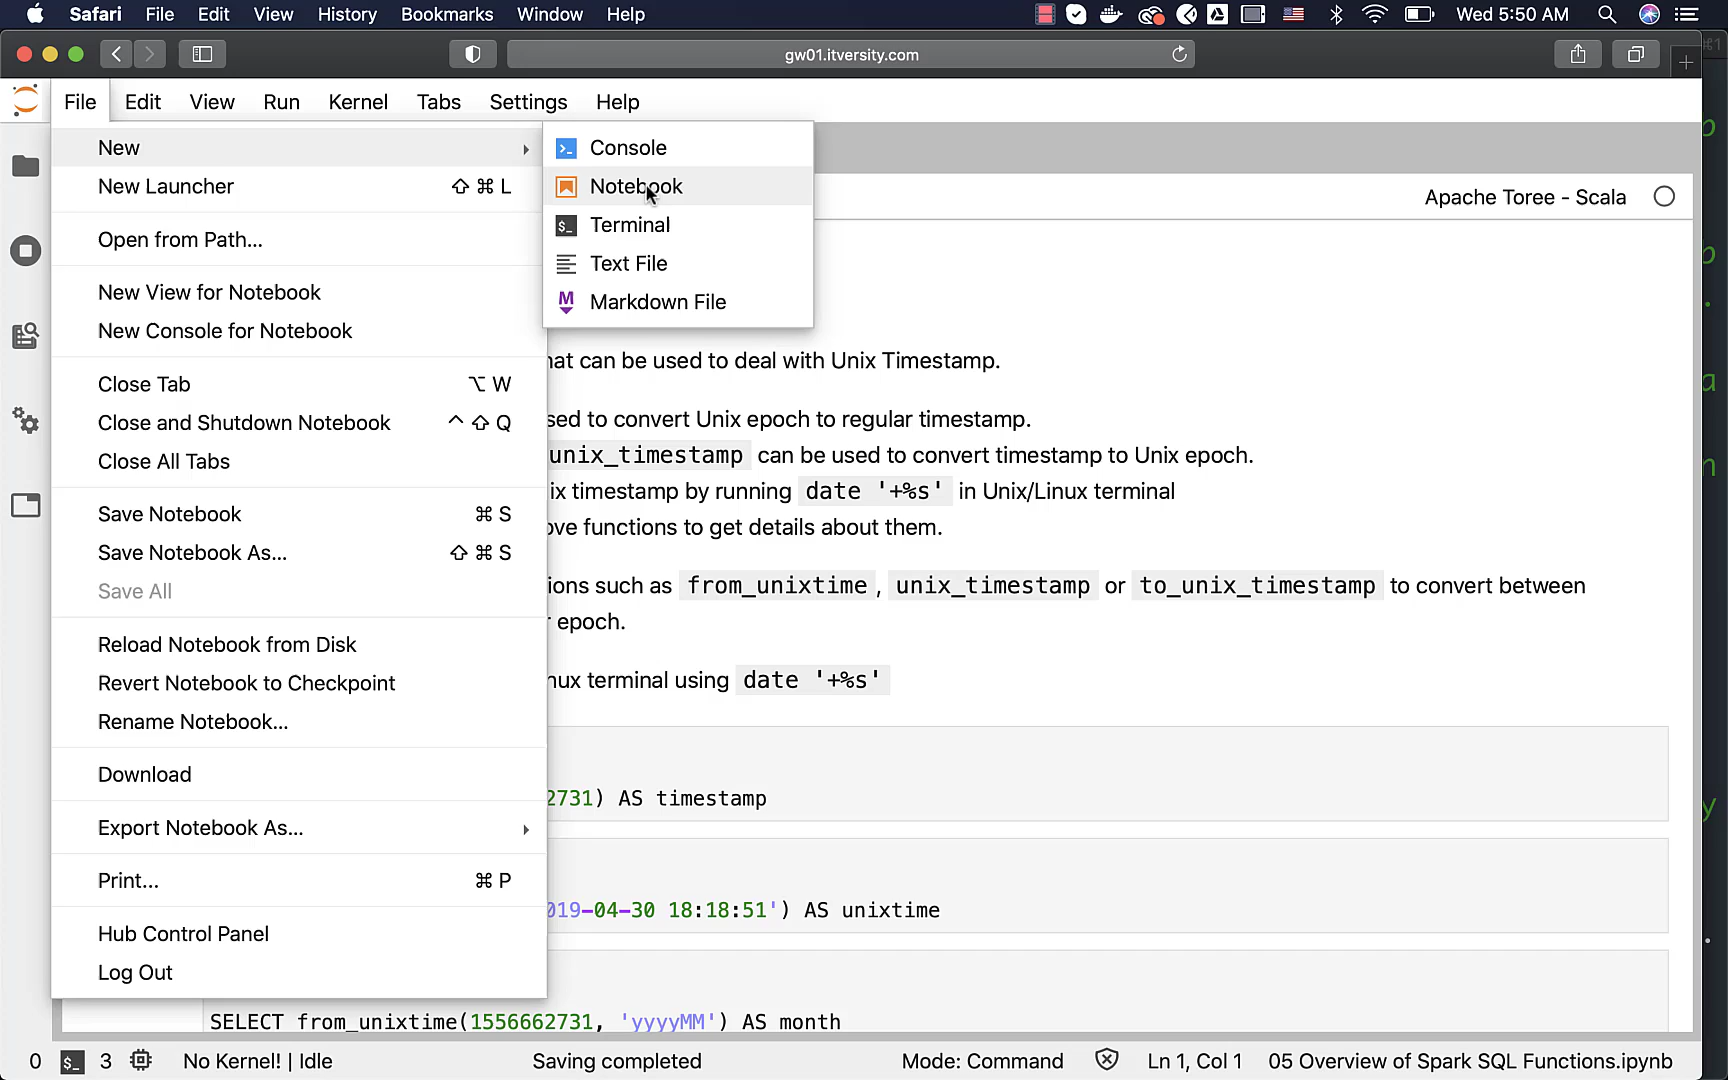 Safari File Edit View History Bookmarks Window Help Wed 5:50 AM
gw01.itversity.com
File Edit View Run Kernel Tabs Settings Help
New
New Launcher ⇧ ⌘ L
Open from Path...
New View for Notebook
New Console for Notebook
Close Tab ⌥ W
Close and Shutdown Notebook ^ ⇧ Q
Close All Tabs
Save Notebook ⌘ S
Save Notebook As... ⇧ ⌘ S
Save All
Reload Notebook from Disk
Revert Notebook to Checkpoint
Rename Notebook...
Download
Export Notebook As...
Print... ⌘ P
Hub Control Panel
Log Out
Console
Notebook
Terminal
Text File
Markdown File
Apache Toree - Scala
can be used to deal with Unix Timestamp.
to convert Unix epoch to regular timestamp.
unix_timestamp can be used to convert timestamp to Unix epoch.
timestamp by running date '+%s' in Unix/Linux terminal
functions to get details about them.
such as from_unixtime, unix_timestamp or to_unix_timestamp to convert between
epoch.
terminal using date '+%s'
2731) AS timestamp
019-04-30 18:18:51') AS unixtime
SELECT from_unixtime(1556662731, 'yyyyMM') AS month
0 $_ 3 No Kernel! | Idle Saving completed Mode: Command Ln 1, Col 1 05 Overview of Spark SQL Functions.ipynb